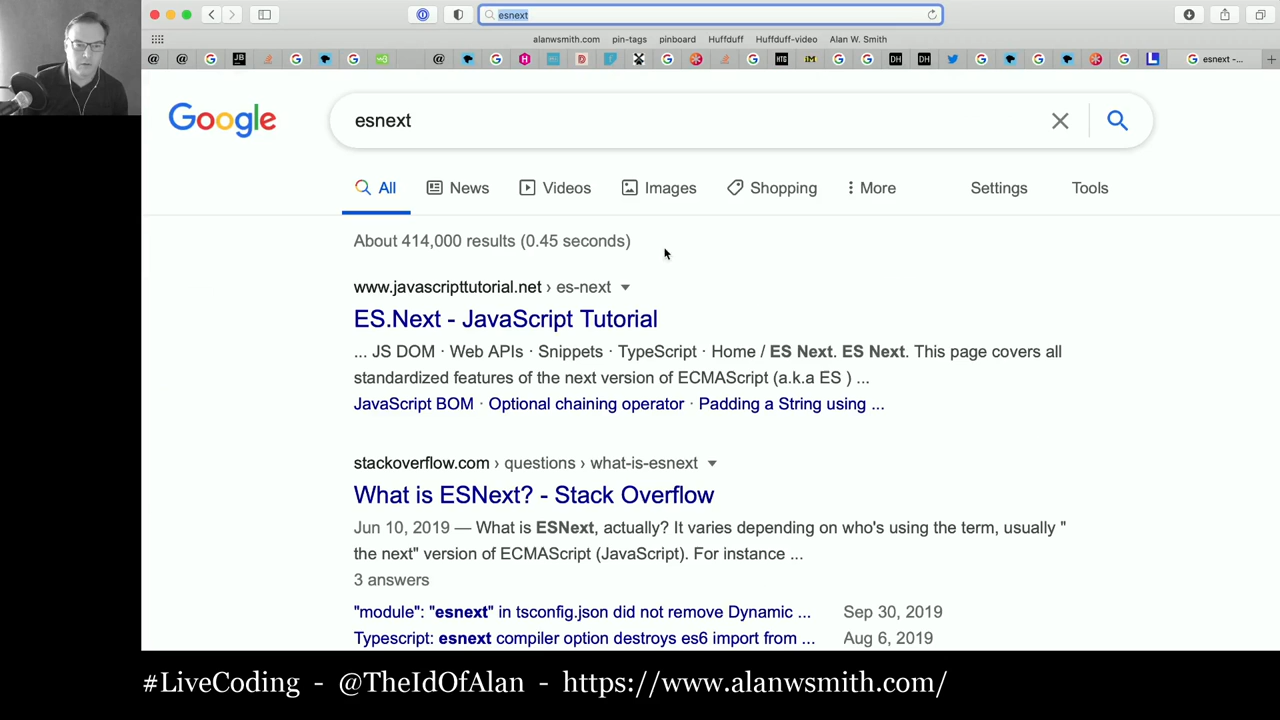 esnext
alanwsmith.com pin-tags pinboard Huffduff Huffduff-video Alan W. Smith
esnext -...
Google
esnext
All News Videos Images Shopping More Settings Tools
About 414,000 results (0.45 seconds)
www.javascripttutorial.net › es-next
ES.Next - JavaScript Tutorial
... JS DOM · Web APIs · Snippets · TypeScript · Home / ES Next. ES Next. This page covers all
standardized features of the next version of ECMAScript (a.k.a ES ) ...
JavaScript BOM · Optional chaining operator · Padding a String using ...
stackoverflow.com › questions › what-is-esnext
What is ESNext? - Stack Overflow
Jun 10, 2019 — What is ESNext, actually? It varies depending on who's using the term, usually "
the next" version of ECMAScript (JavaScript). For instance ...
3 answers
"module": "esnext" in tsconfig.json did not remove Dynamic ... Sep 30, 2019
Typescript: esnext compiler option destroys es6 import from ... Aug 6, 2019
#LiveCoding - @TheIdOfAlan - https://www.alanwsmith.com/